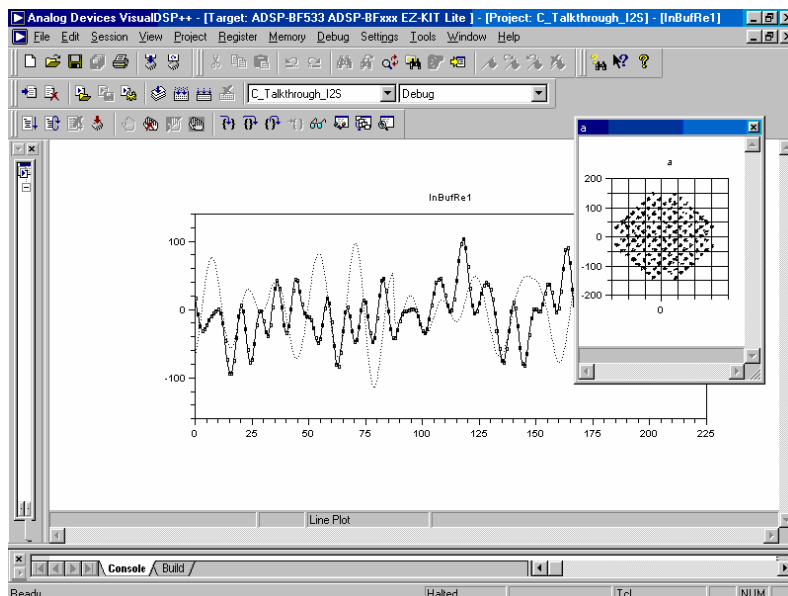 Analog Devices VisualDSP++ - [Target: ADSP-BF533 ADSP-BFxxx EZ-KIT Lite ] - [Project: C_Talkthrough_I2S] - [InBufRe1]
File Edit Session View Project Register Memory Debug Settings Tools Window Help
C_Talkthrough_I2S Debug
a
a
200
100
0
-100
-200
0
InBufRe1
100
0
-100
0 25 50 75 100 125 150 175 200 225
Line Plot
Console Build
Ready Halted Tcl NUM